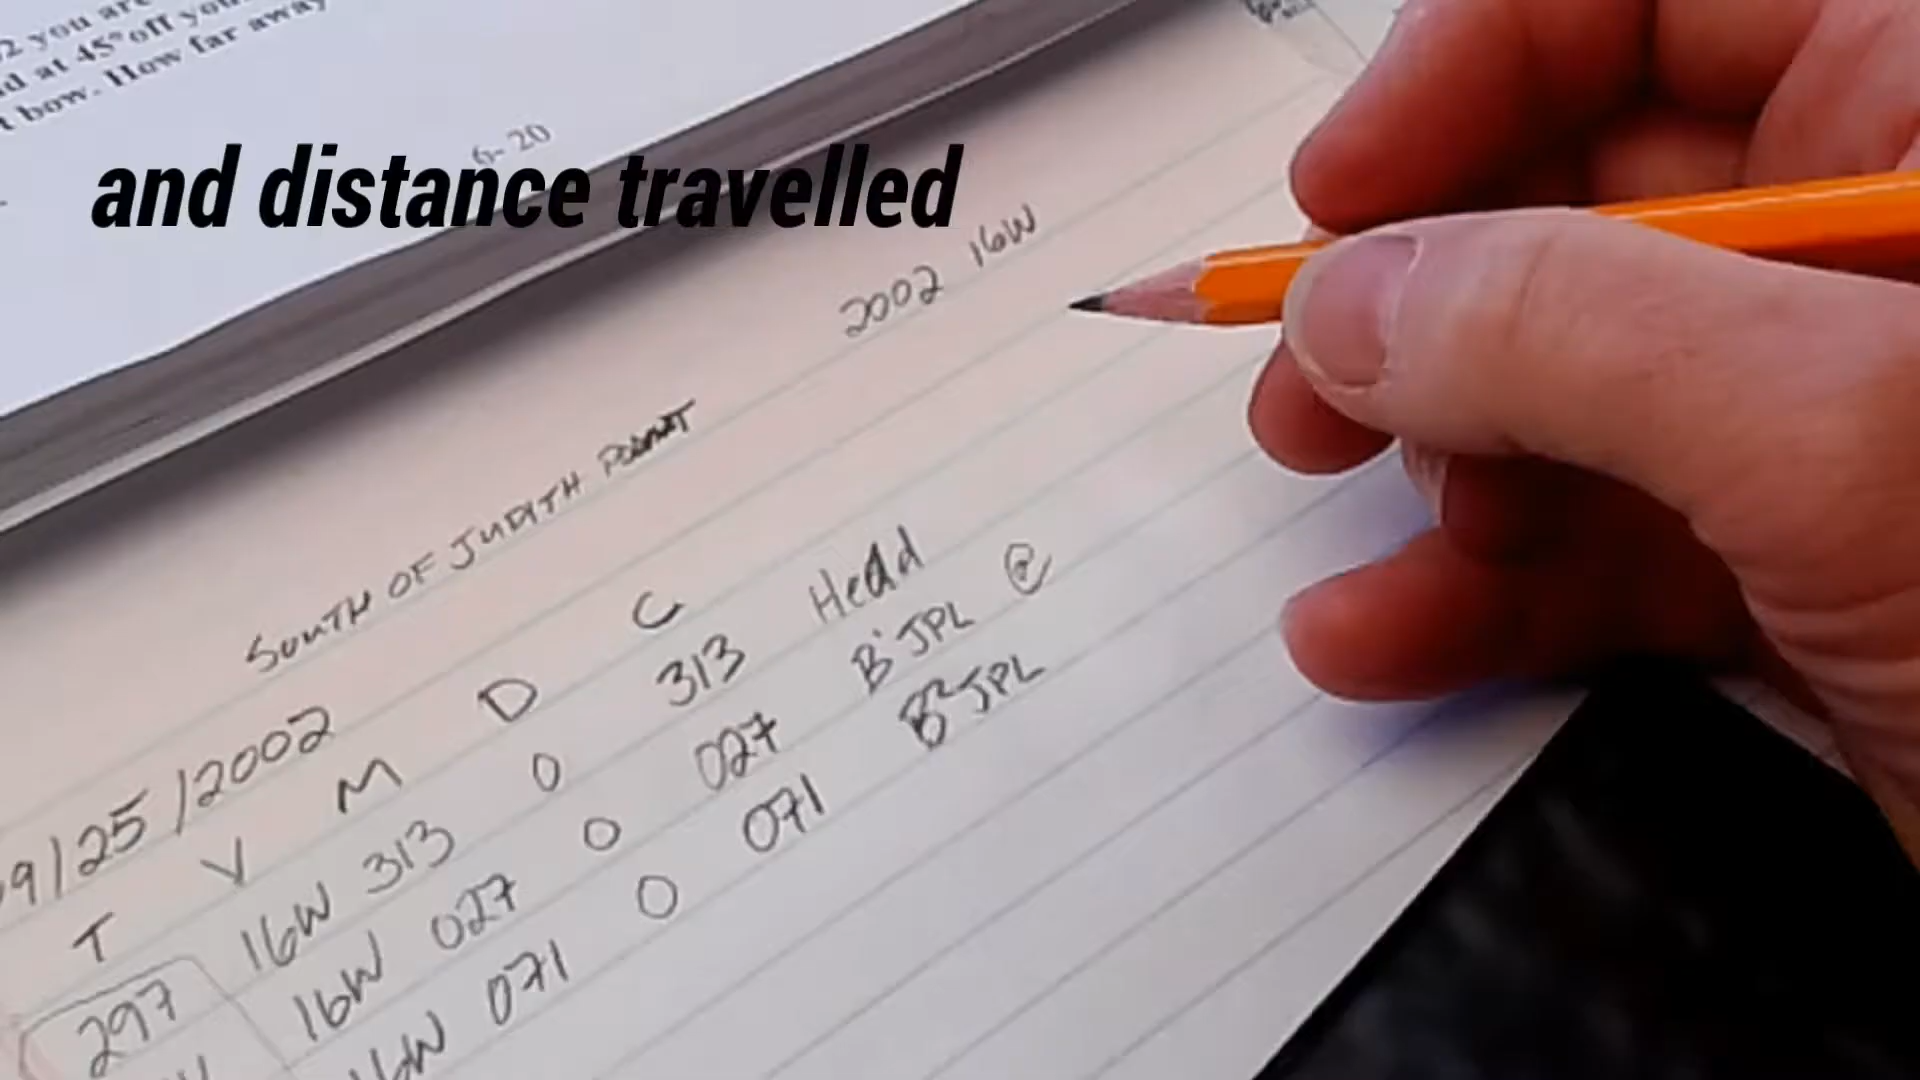 2 you are
at 45° off you
bow. How far away
6-20
and distance travelled
2002 16W
SOUTH OF JUDITH POINT
09/25/2002
T V M D C Head
297 16W 313 0 313 B' JPL @
16W 027 0 027 B² JPL
16W 071 0 071